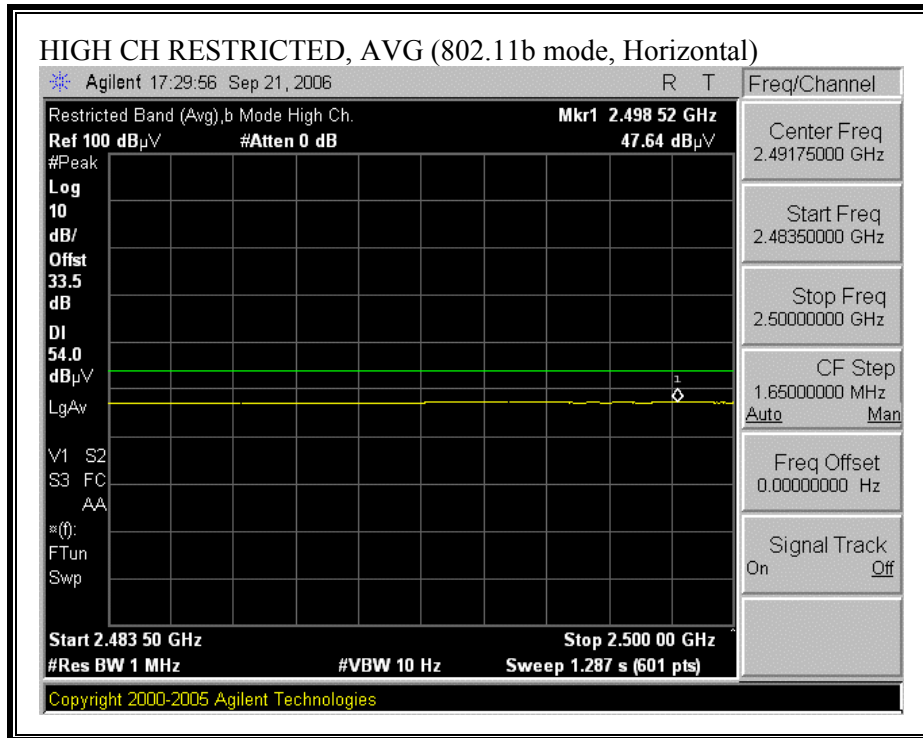 HIGH CH RESTRICTED, AVG (802.11b mode, Horizontal)
Agilent 17:29:56 Sep 21, 2006 R T
Restricted Band (Avg),b Mode High Ch. Mkr1 2.498 52 GHz
Ref 100 dBµV #Atten 0 dB 47.64 dBµV
#Peak
Log
10
dB/
Offst
33.5
dB
DI
54.0
dBµV
LgAv
V1 S2
S3 FC
AA
¤(f):
FTun
Swp
1
Start 2.483 50 GHz Stop 2.500 00 GHz ^
#Res BW 1 MHz #VBW 10 Hz Sweep 1.287 s (601 pts)
Copyright 2000-2005 Agilent Technologies
Freq/Channel
Center Freq
2.49175000 GHz
Start Freq
2.48350000 GHz
Stop Freq
2.50000000 GHz
CF Step
1.65000000 MHz
Auto Man
Freq Offset
0.00000000 Hz
Signal Track
On Off